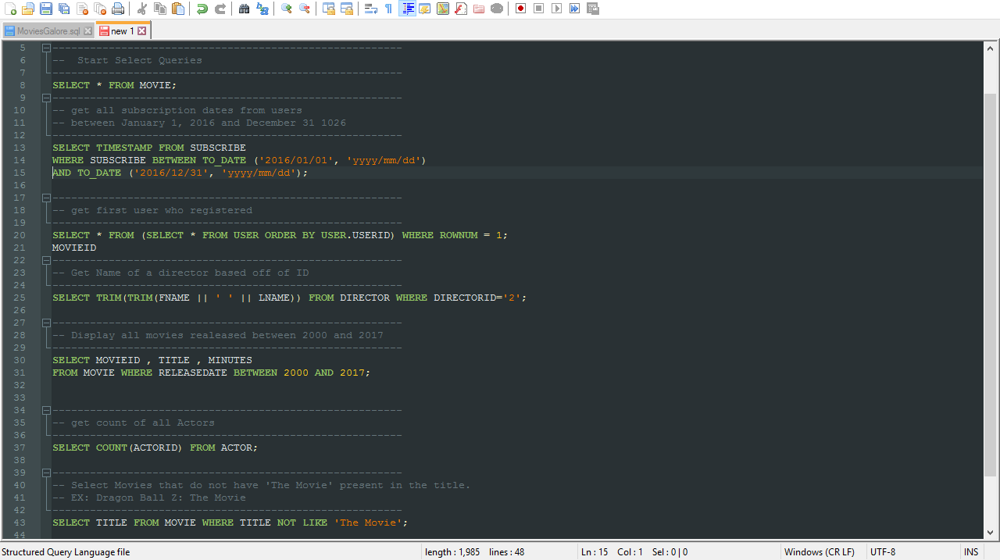 MoviesGalore.sql new 1
5 --------------------------------------------------------
6 --  Start Select Queries
7 --------------------------------------------------------
8 SELECT * FROM MOVIE;
9 --------------------------------------------------------
10 -- get all subscription dates from users
11 -- between January 1, 2016 and December 31 1026
12 --------------------------------------------------------
13 SELECT TIMESTAMP FROM SUBSCRIBE
14 WHERE SUBSCRIBE BETWEEN TO_DATE ('2016/01/01', 'yyyy/mm/dd')
15 AND TO_DATE ('2016/12/31', 'yyyy/mm/dd');
16
17 --------------------------------------------------------
18 -- get first user who registered
19 --------------------------------------------------------
20 SELECT * FROM (SELECT * FROM USER ORDER BY USER.USERID) WHERE ROWNUM = 1;
21 MOVIEID
22 --------------------------------------------------------
23 -- Get Name of a director based off of ID
24 --------------------------------------------------------
25 SELECT TRIM(TRIM(FNAME || ' ' || LNAME)) FROM DIRECTOR WHERE DIRECTORID='2';
26
27 --------------------------------------------------------
28 -- Display all movies realeased between 2000 and 2017
29 --------------------------------------------------------
30 SELECT MOVIEID , TITLE , MINUTES
31 FROM MOVIE WHERE RELEASEDATE BETWEEN 2000 AND 2017;
32
33
34 --------------------------------------------------------
35 -- get count of all Actors
36 --------------------------------------------------------
37 SELECT COUNT(ACTORID) FROM ACTOR;
38
39 --------------------------------------------------------
40 -- Select Movies that do not have 'The Movie' present in the title.
41 -- EX: Dragon Ball Z: The Movie
42 --------------------------------------------------------
43 SELECT TITLE FROM MOVIE WHERE TITLE NOT LIKE 'The Movie';
44
Structured Query Language file length : 1,985 lines : 48 Ln : 15 Col : 1 Sel : 0 | 0 Windows (CR LF) UTF-8 INS